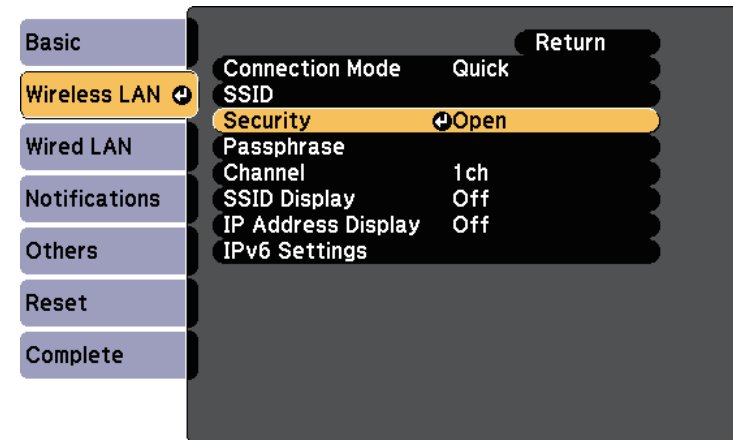 Basic
Wireless LAN
Wired LAN
Notifications
Others
Reset
Complete
Return
Connection Mode Quick
SSID
Security Open
Passphrase
Channel 1ch
SSID Display Off
IP Address Display Off
IPv6 Settings